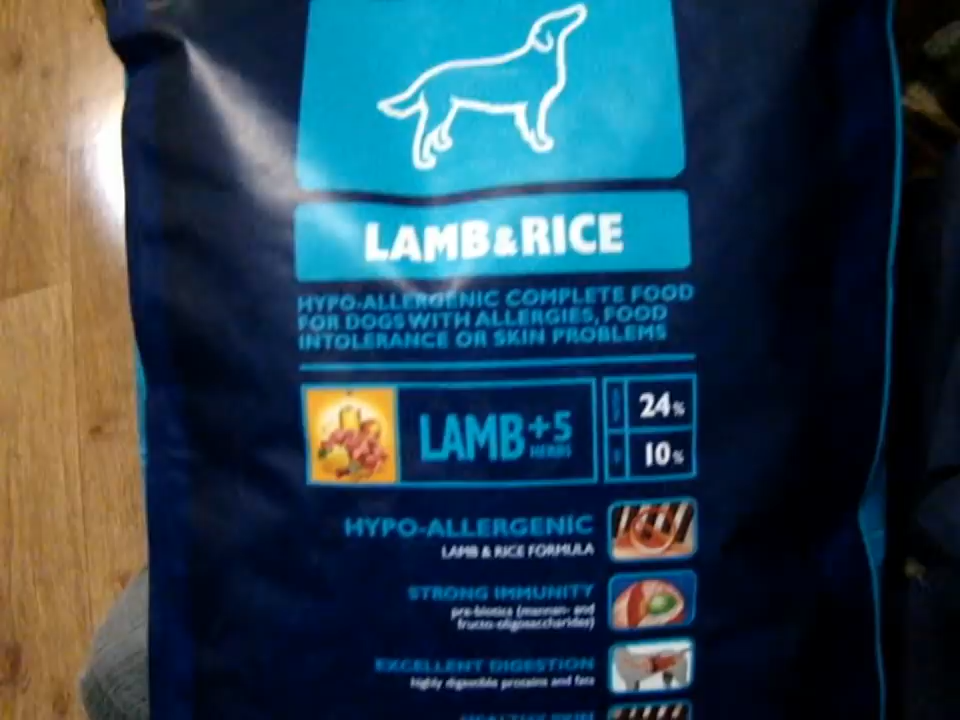 LAMB&RICE
HYPO-ALLERGENIC COMPLETE FOOD
FOR DOGS WITH ALLERGIES, FOOD
INTOLERANCE OR SKIN PROBLEMS
LAMB +5
HERBS
24%
10%
HYPO-ALLERGENIC
LAMB & RICE FORMULA
STRONG IMMUNITY
pre-biotics (mannan- and
fructo-oligosaccharides)
EXCELLENT DIGESTION
highly digestible proteins and fats
HEALTHY SKIN